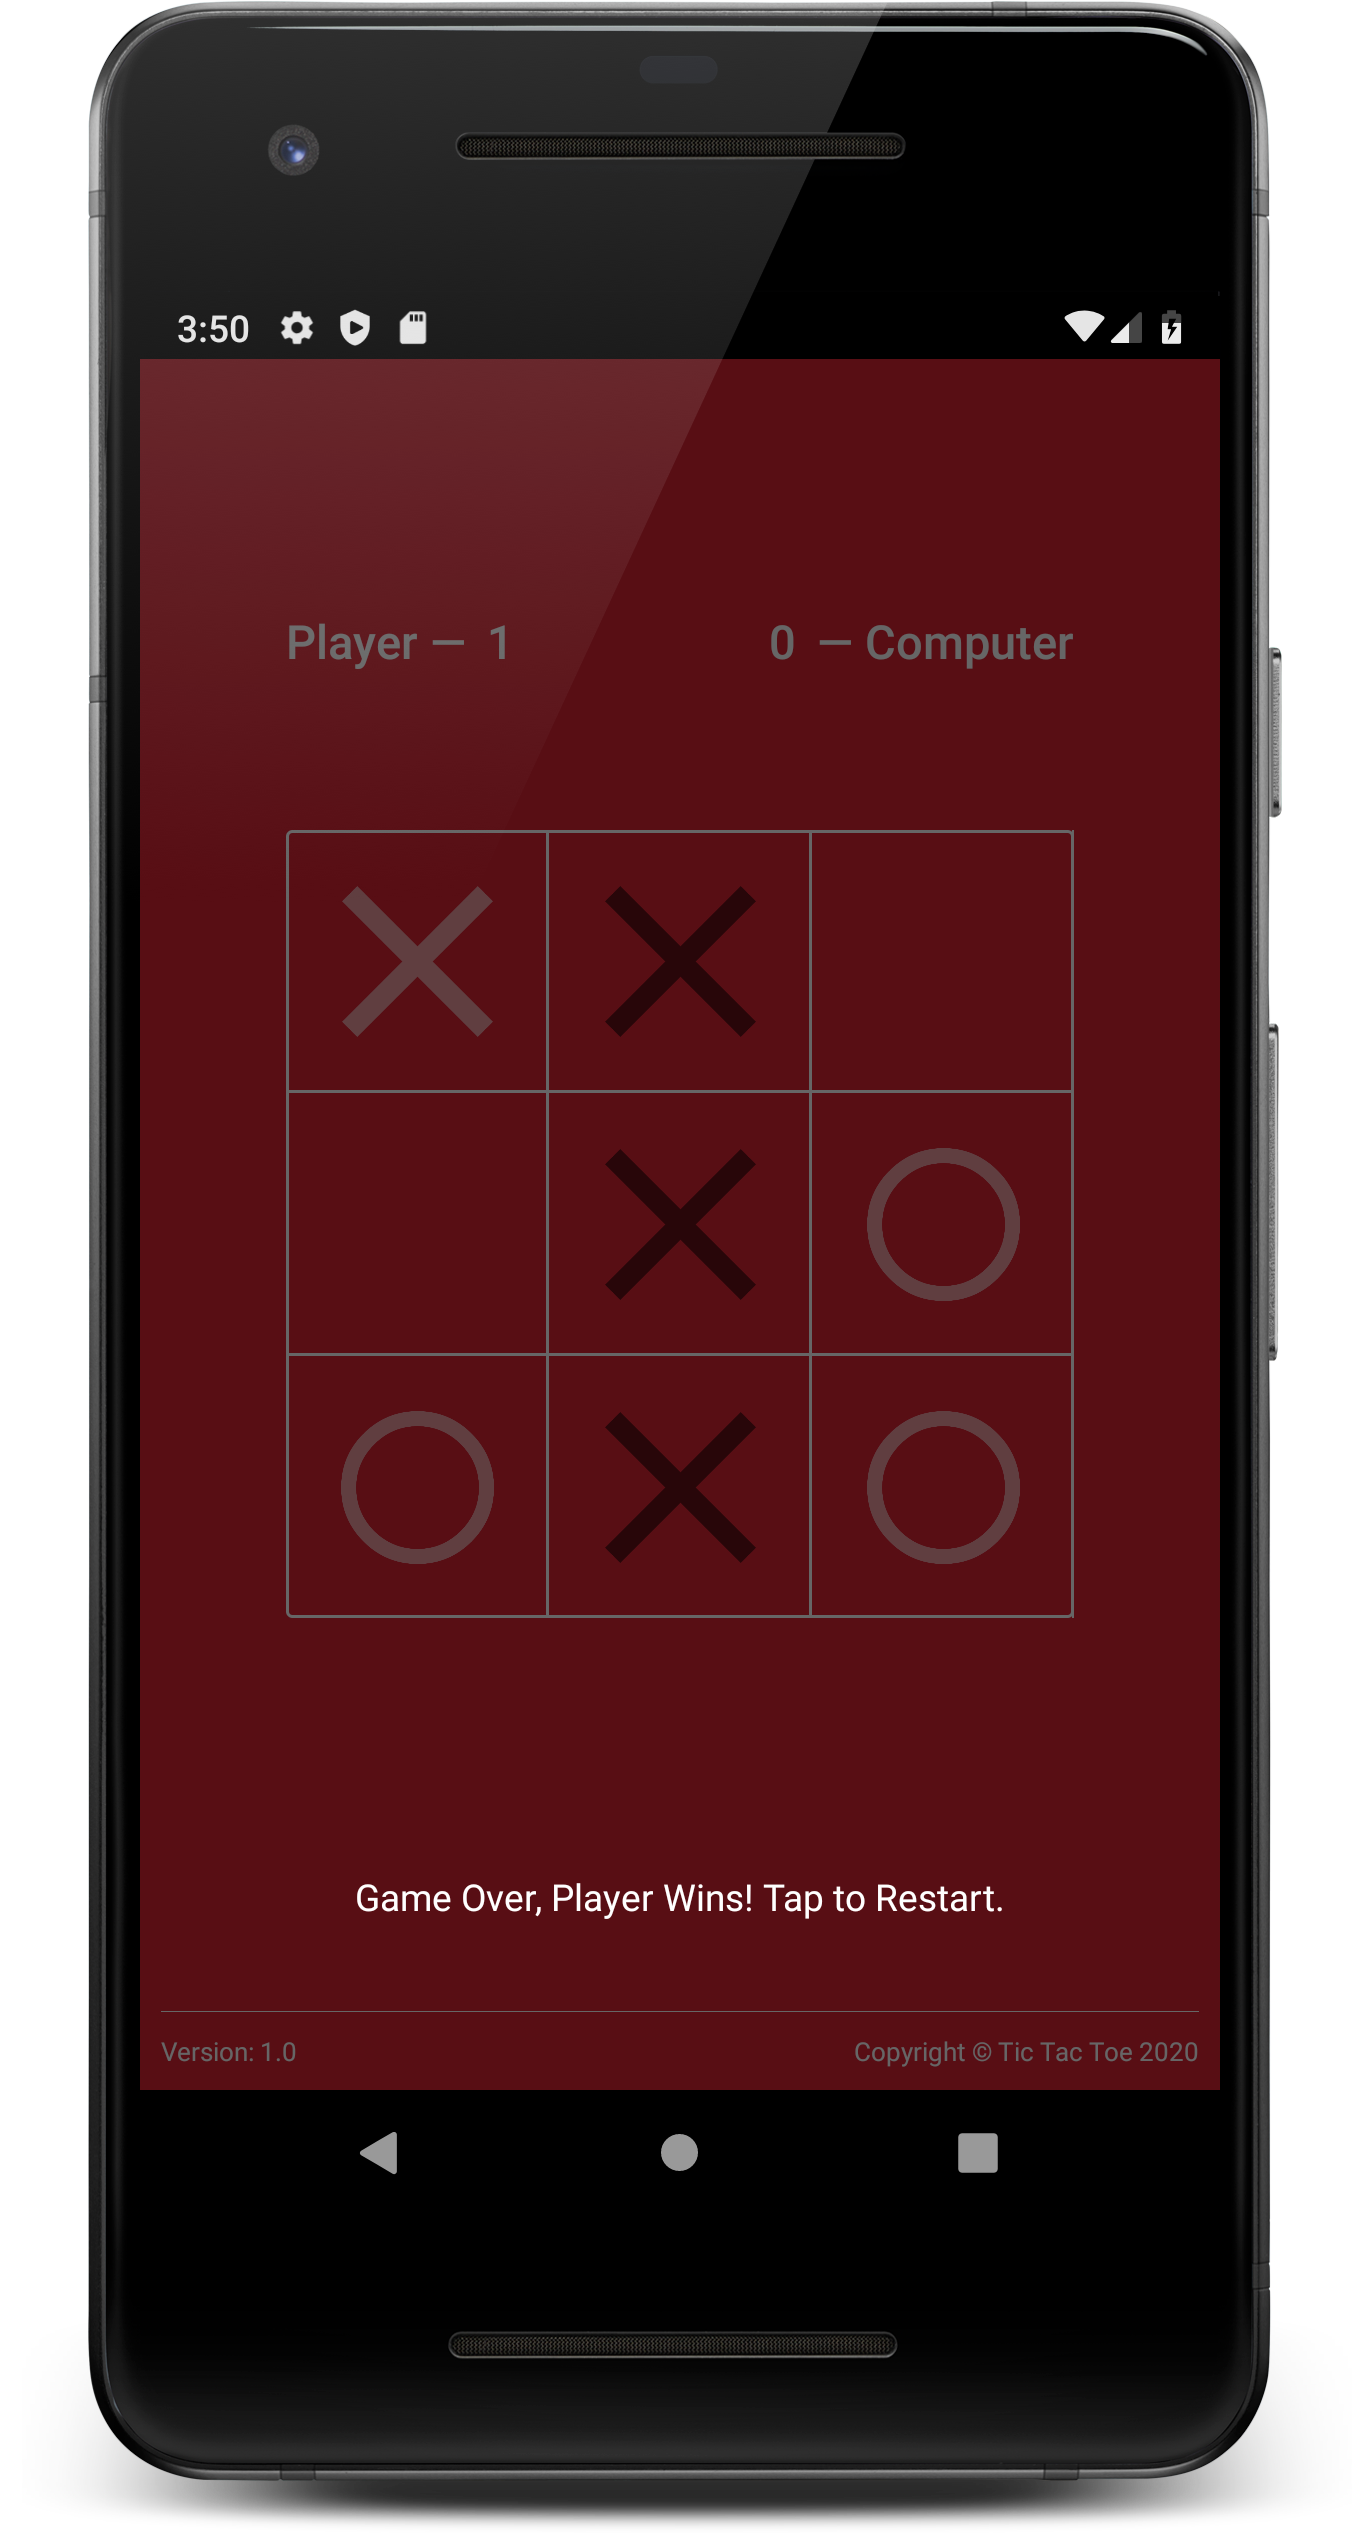 3:50
Player — 1
0 — Computer
Game Over, Player Wins! Tap to Restart.
Version: 1.0
Copyright © Tic Tac Toe 2020